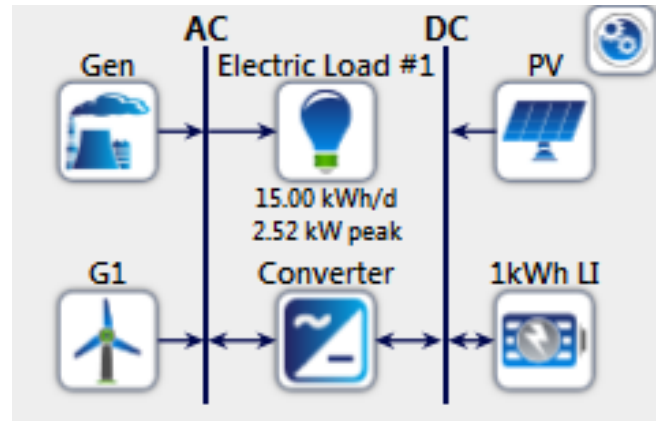 AC DC
Gen Electric Load #1 PV
15.00 kWh/d
2.52 kW peak
G1 Converter 1kWh LI